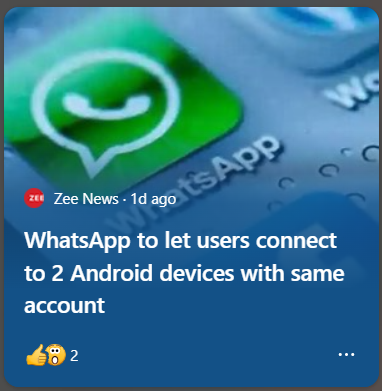 WhatsApp
Wo
ZEE Zee News · 1d ago
WhatsApp to let users connect
to 2 Android devices with same
account
2